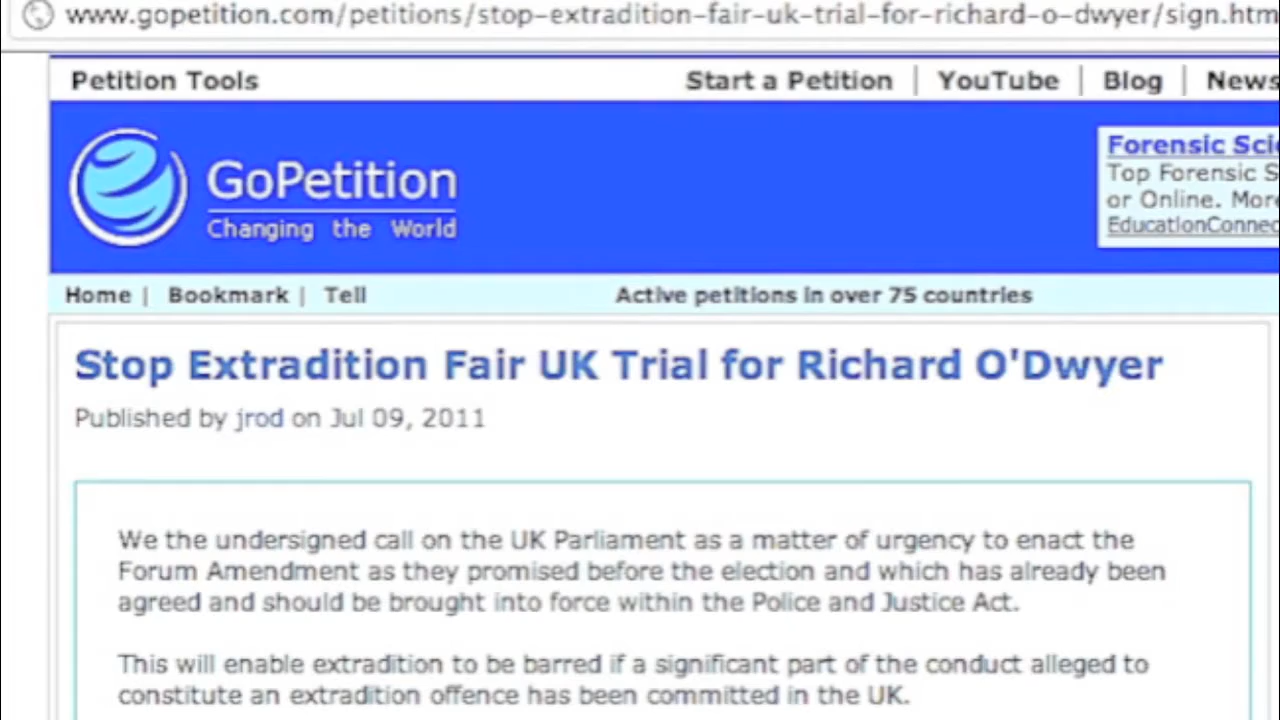 www.gopetition.com/petitions/stop-extradition-fair-uk-trial-for-richard-o-dwyer/sign.htm
Petition Tools
Start a Petition | YouTube | Blog | News
GoPetition
Changing the World
Forensic Sci
Top Forensic S
or Online. More
EducationConnec
Home | Bookmark | Tell
Active petitions in over 75 countries
Stop Extradition Fair UK Trial for Richard O'Dwyer
Published by jrod on Jul 09, 2011
We the undersigned call on the UK Parliament as a matter of urgency to enact the
Forum Amendment as they promised before the election and which has already been
agreed and should be brought into force within the Police and Justice Act.
This will enable extradition to be barred if a significant part of the conduct alleged to
constitute an extradition offence has been committed in the UK.